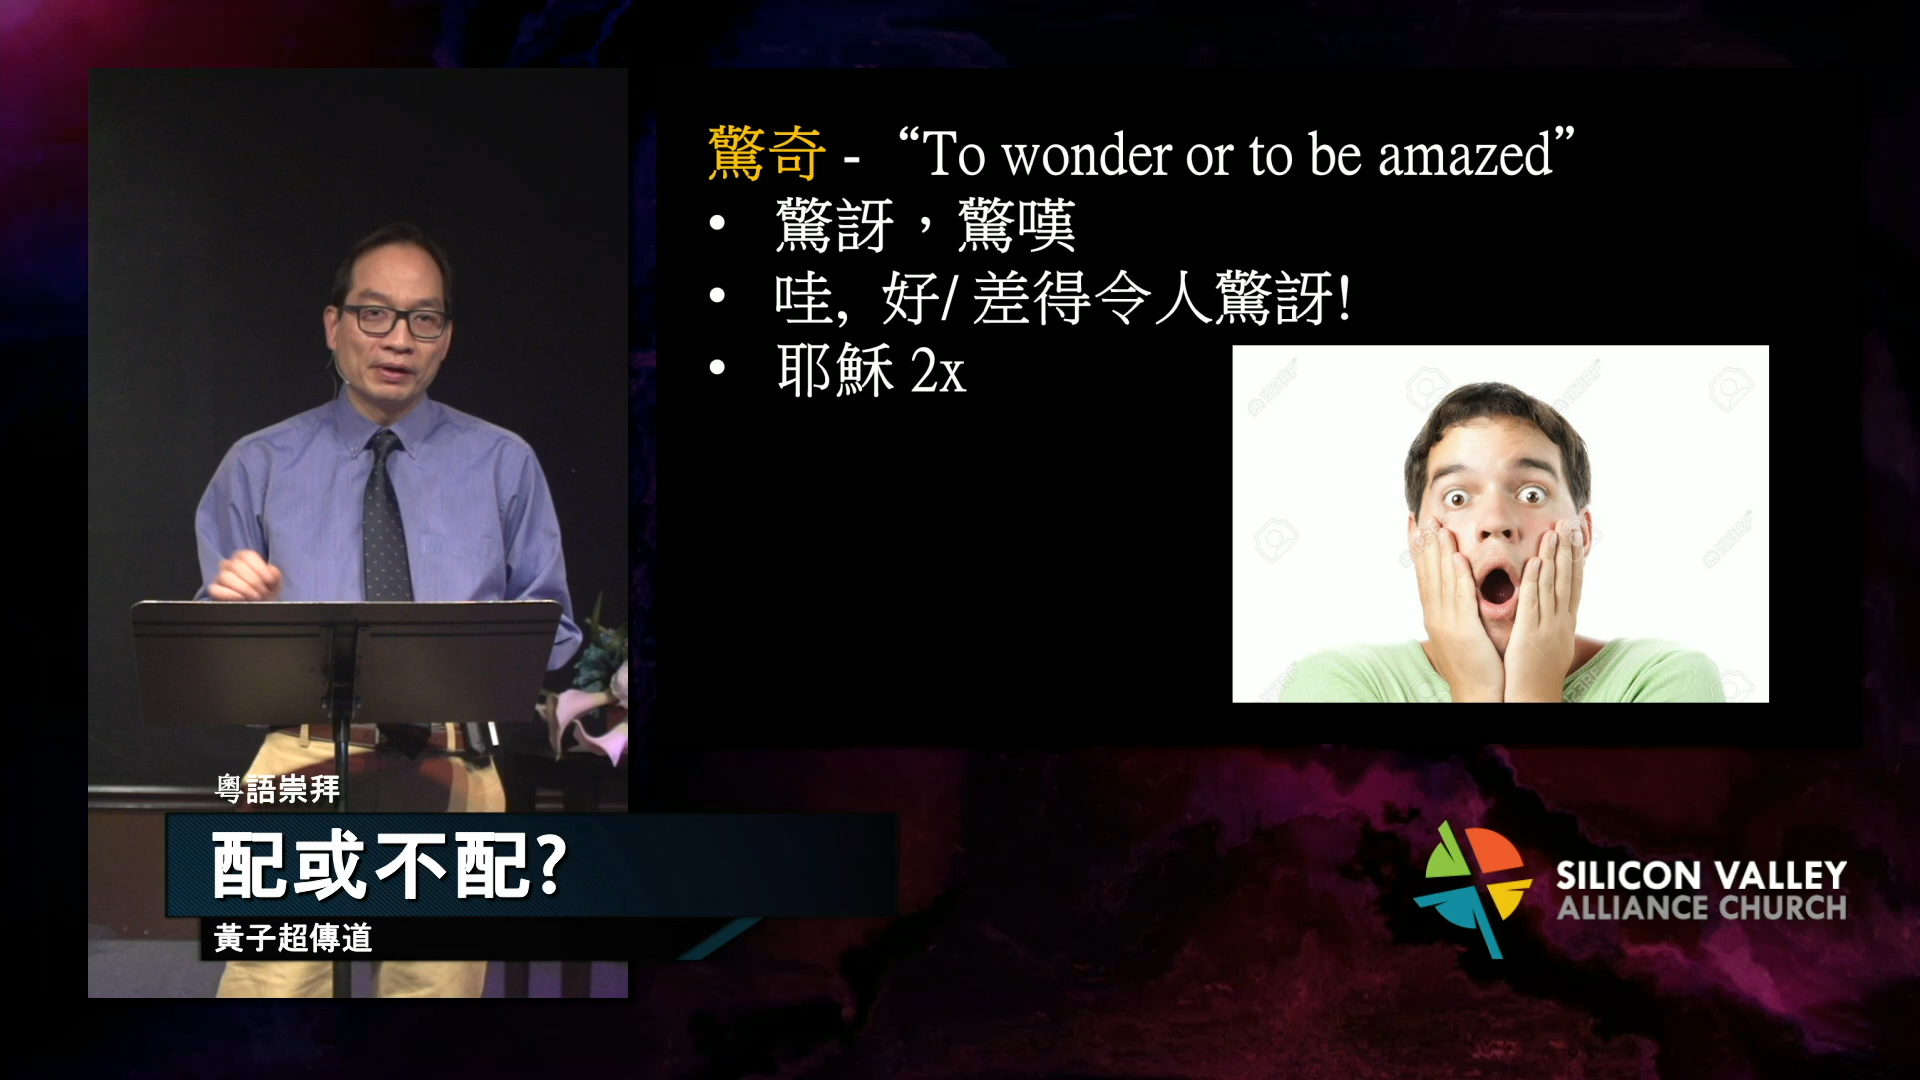 驚奇 - “To wonder or to be amazed”
• 驚訝，驚嘆
• 哇, 好/ 差得令人驚訝!
• 耶穌 2x
粵語崇拜
配或不配?
黃子超傳道
SILICON VALLEY
ALLIANCE CHURCH